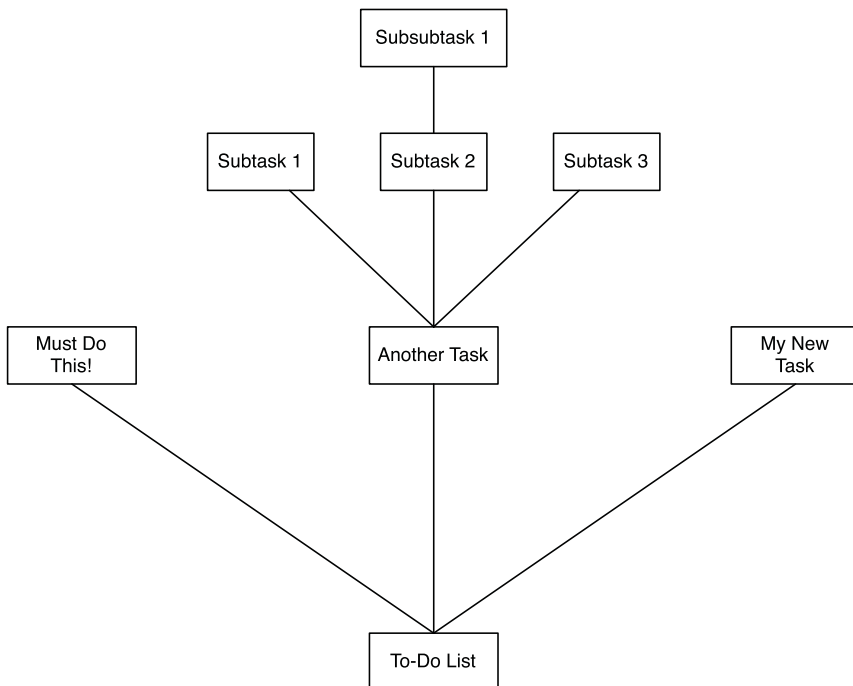 Subsubtask 1
Subtask 1
Subtask 2
Subtask 3
Must Do
This!
Another Task
My New
Task
To-Do List